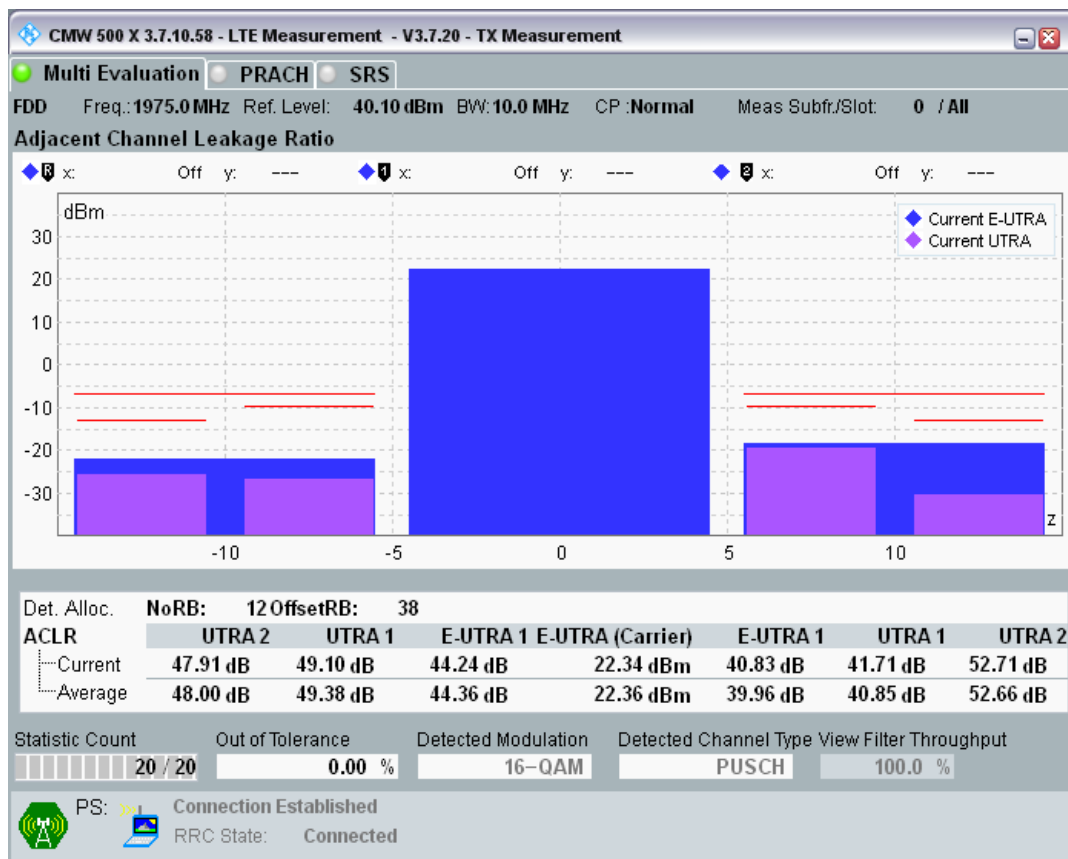 CMW 500 X 3.7.10.58 - LTE Measurement - V3.7.20 - TX Measurement
Multi Evaluation PRACH SRS
FDD Freq.:1975.0 MHz Ref. Level: 40.10 dBm BW: 10.0 MHz CP :Normal Meas Subfr./Slot: 0 / All
Adjacent Channel Leakage Ratio
R x: Off y: --- 1 x: Off y: --- 2 x: Off y: ---
dBm
Current E-UTRA
Current UTRA
30
20
10
0
-10
-20
-30
z
-10 -5 0 5 10
Det. Alloc. NoRB: 12 OffsetRB: 38
ACLR UTRA 2 UTRA 1 E-UTRA 1 E-UTRA (Carrier) E-UTRA 1 UTRA 1 UTRA 2
Current 47.91 dB 49.10 dB 44.24 dB 22.34 dBm 40.83 dB 41.71 dB 52.71 dB
Average 48.00 dB 49.38 dB 44.36 dB 22.36 dBm 39.96 dB 40.85 dB 52.66 dB
Statistic Count Out of Tolerance Detected Modulation Detected Channel Type View Filter Throughput
20 / 20 0.00 % 16-QAM PUSCH 100.0 %
PS: Connection Established
RRC State: Connected